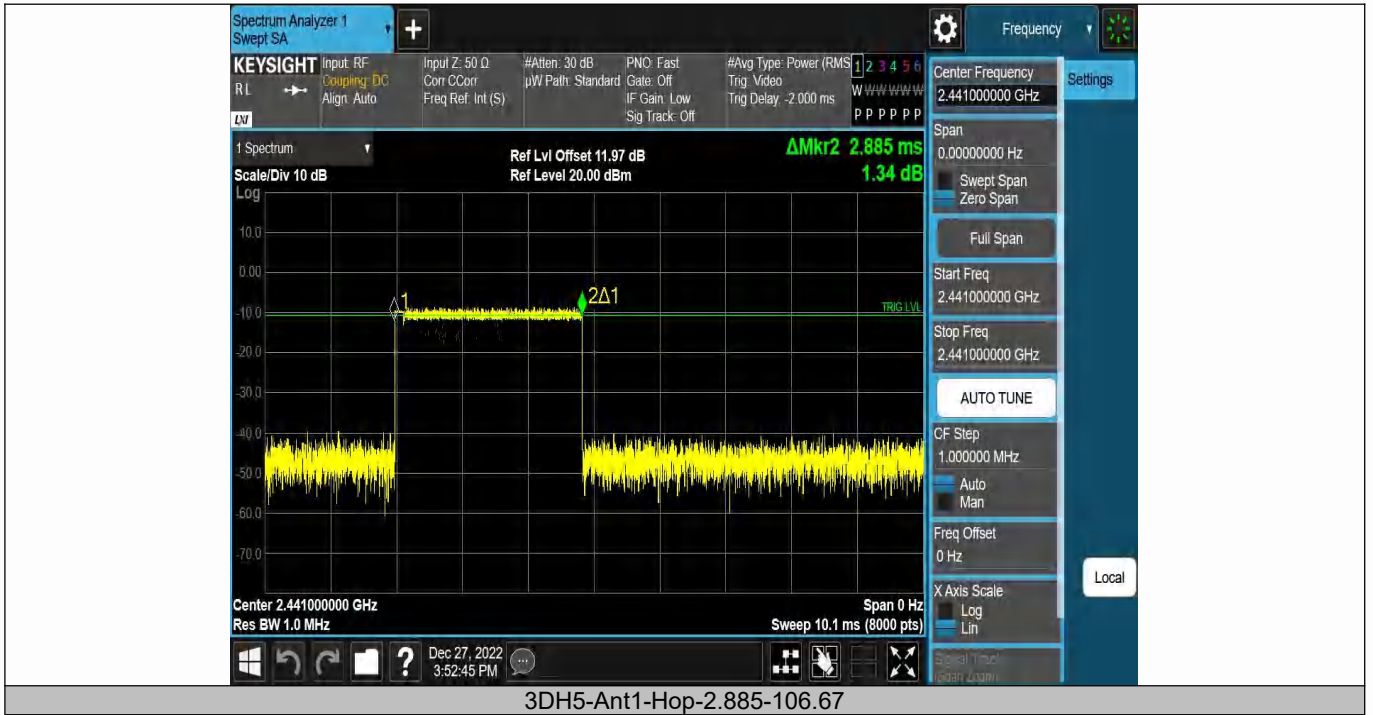 Spectrum Analyzer 1
Swept SA
+
Frequency
KEYSIGHT
R L
LXI
Input: RF
Coupling: DC
Align: Auto
Input Z: 50 Ω
Corr CCorr
Freq Ref: Int (S)
#Atten: 30 dB
µW Path: Standard
PNO: Fast
Gate: Off
IF Gain: Low
Sig Track: Off
#Avg Type: Power (RMS
Trig: Video
Trig Delay: -2.000 ms
1 2 3 4 5 6
W W W W W W
P P P P P P
Center Frequency
2.441000000 GHz
Settings
1 Spectrum
Scale/Div 10 dB
Ref Lvl Offset 11.97 dB
Ref Level 20.00 dBm
ΔMkr2 2.885 ms
1.34 dB
Span
0.00000000 Hz
Swept Span
Zero Span
Full Span
Start Freq
2.441000000 GHz
Stop Freq
2.441000000 GHz
AUTO TUNE
CF Step
1.000000 MHz
Auto
Man
Freq Offset
0 Hz
X Axis Scale
Log
Lin
Signal Track
(Span Zoom)
Local
Log
10.0
0.00
-10.0
-20.0
-30.0
-40.0
-50.0
-60.0
-70.0
1
2Δ1
TRIG LVL
Center 2.441000000 GHz
Res BW 1.0 MHz
Span 0 Hz
Sweep 10.1 ms (8000 pts)
?
Dec 27, 2022
3:52:45 PM
3DH5-Ant1-Hop-2.885-106.67